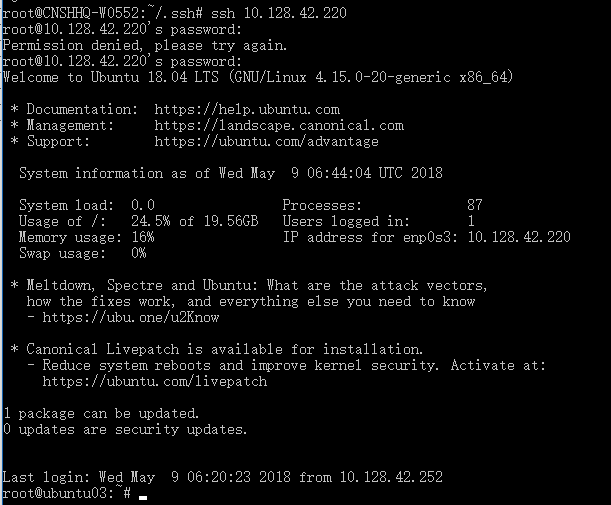 root@CNSHHQ-W0552:~/.ssh# ssh 10.128.42.220
root@10.128.42.220's password:
Permission denied, please try again.
root@10.128.42.220's password:
Welcome to Ubuntu 18.04 LTS (GNU/Linux 4.15.0-20-generic x86_64)

 * Documentation:  https://help.ubuntu.com
 * Management:     https://landscape.canonical.com
 * Support:        https://ubuntu.com/advantage

  System information as of Wed May  9 06:44:04 UTC 2018

  System load:  0.0                Processes:             87
  Usage of /:   24.5% of 19.56GB   Users logged in:       1
  Memory usage: 16%                IP address for enp0s3: 10.128.42.220
  Swap usage:   0%

 * Meltdown, Spectre and Ubuntu: What are the attack vectors,
   how the fixes work, and everything else you need to know
   - https://ubu.one/u2Know

 * Canonical Livepatch is available for installation.
   - Reduce system reboots and improve kernel security. Activate at:
     https://ubuntu.com/livepatch

1 package can be updated.
0 updates are security updates.


Last login: Wed May  9 06:20:23 2018 from 10.128.42.252
root@ubuntu03:~#